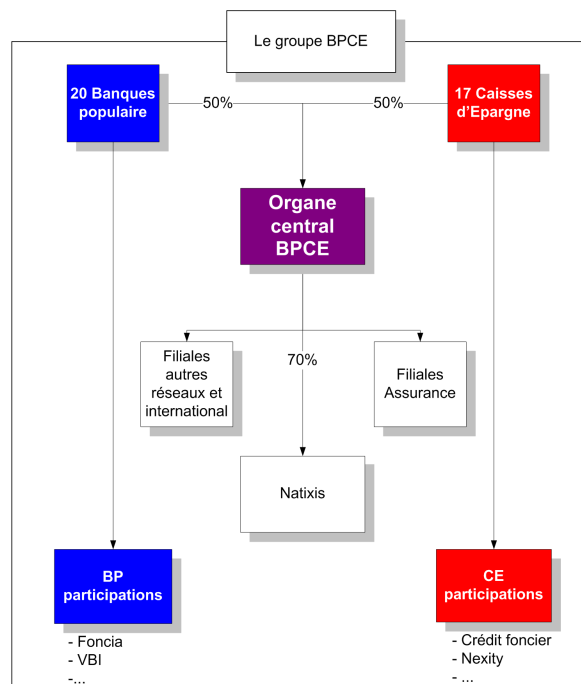 Le groupe BPCE
20 Banques
populaire
50%
50%
17 Caisses
d'Epargne
Organe
central
BPCE
Filiales
autres
réseaux et
international
70%
Filiales
Assurance
Natixis
BP
participations
- Foncia
- VBI
-...
CE
participations
- Crédit foncier
- Nexity
- ...